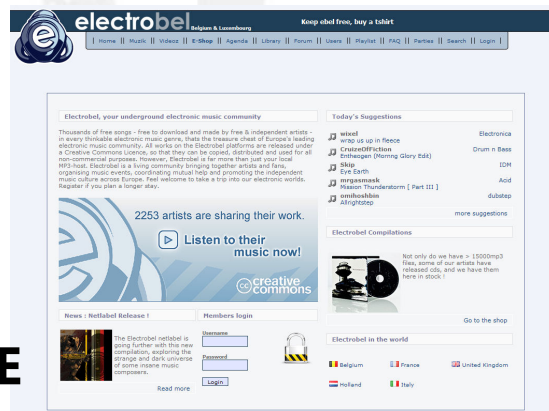 electrobel Belgium & Luxembourg
Keep ebel free, buy a tshirt
| Home || Muzik || Videoz || E-Shop || Agenda || Library || Forum || Users || Playlist || FAQ || Parties || Search || Login |
Electrobel, your underground electronic music community
Thousands of free songs - free to download and made by free & independent artists -
in every thinkable electronic music genre, thats the treasure chest of Europe's leading
electronic music community. All works on the Electrobel platforms are released under
a Creative Commons Licence, so that they can be copied, distributed and used for all
non-commercial purposes. However, Electrobel is far more than just your local
MP3-host. Electrobel is a living community bringing together artists and fans,
organising music events, coordinating mutual help and promoting the independent
music culture across Europe. Feel welcome to take a trip into our electronic worlds.
Register if you plan a longer stay.
2253 artists are sharing their work.
Listen to their
music now!
cc creative
commons
News : Netlabel Release !
The Electrobel netlabel is
going further with this new
compilation, exploring the
strange and dark universe
of some insane music
composers.
Read more
Members login
Username
Password
Login
Today's Suggestions
wixel Electronica
wrap us up in fleece
CruizeOfFiction Drum n Bass
Entheogen (Morning Glory Edit)
Skip IDM
Eye Earth
mrgasmask Acid
Mission Thunderstorm [ Part III ]
omihoshbin dubstep
Allrightstep
more suggestions
Electrobel Compilations
Not only do we have > 15000mp3
files, some of our artists have
released cds, and we have them
here in stock !
Go to the shop
Electrobel in the world
Belgium France United Kingdom
Holland Italy
E